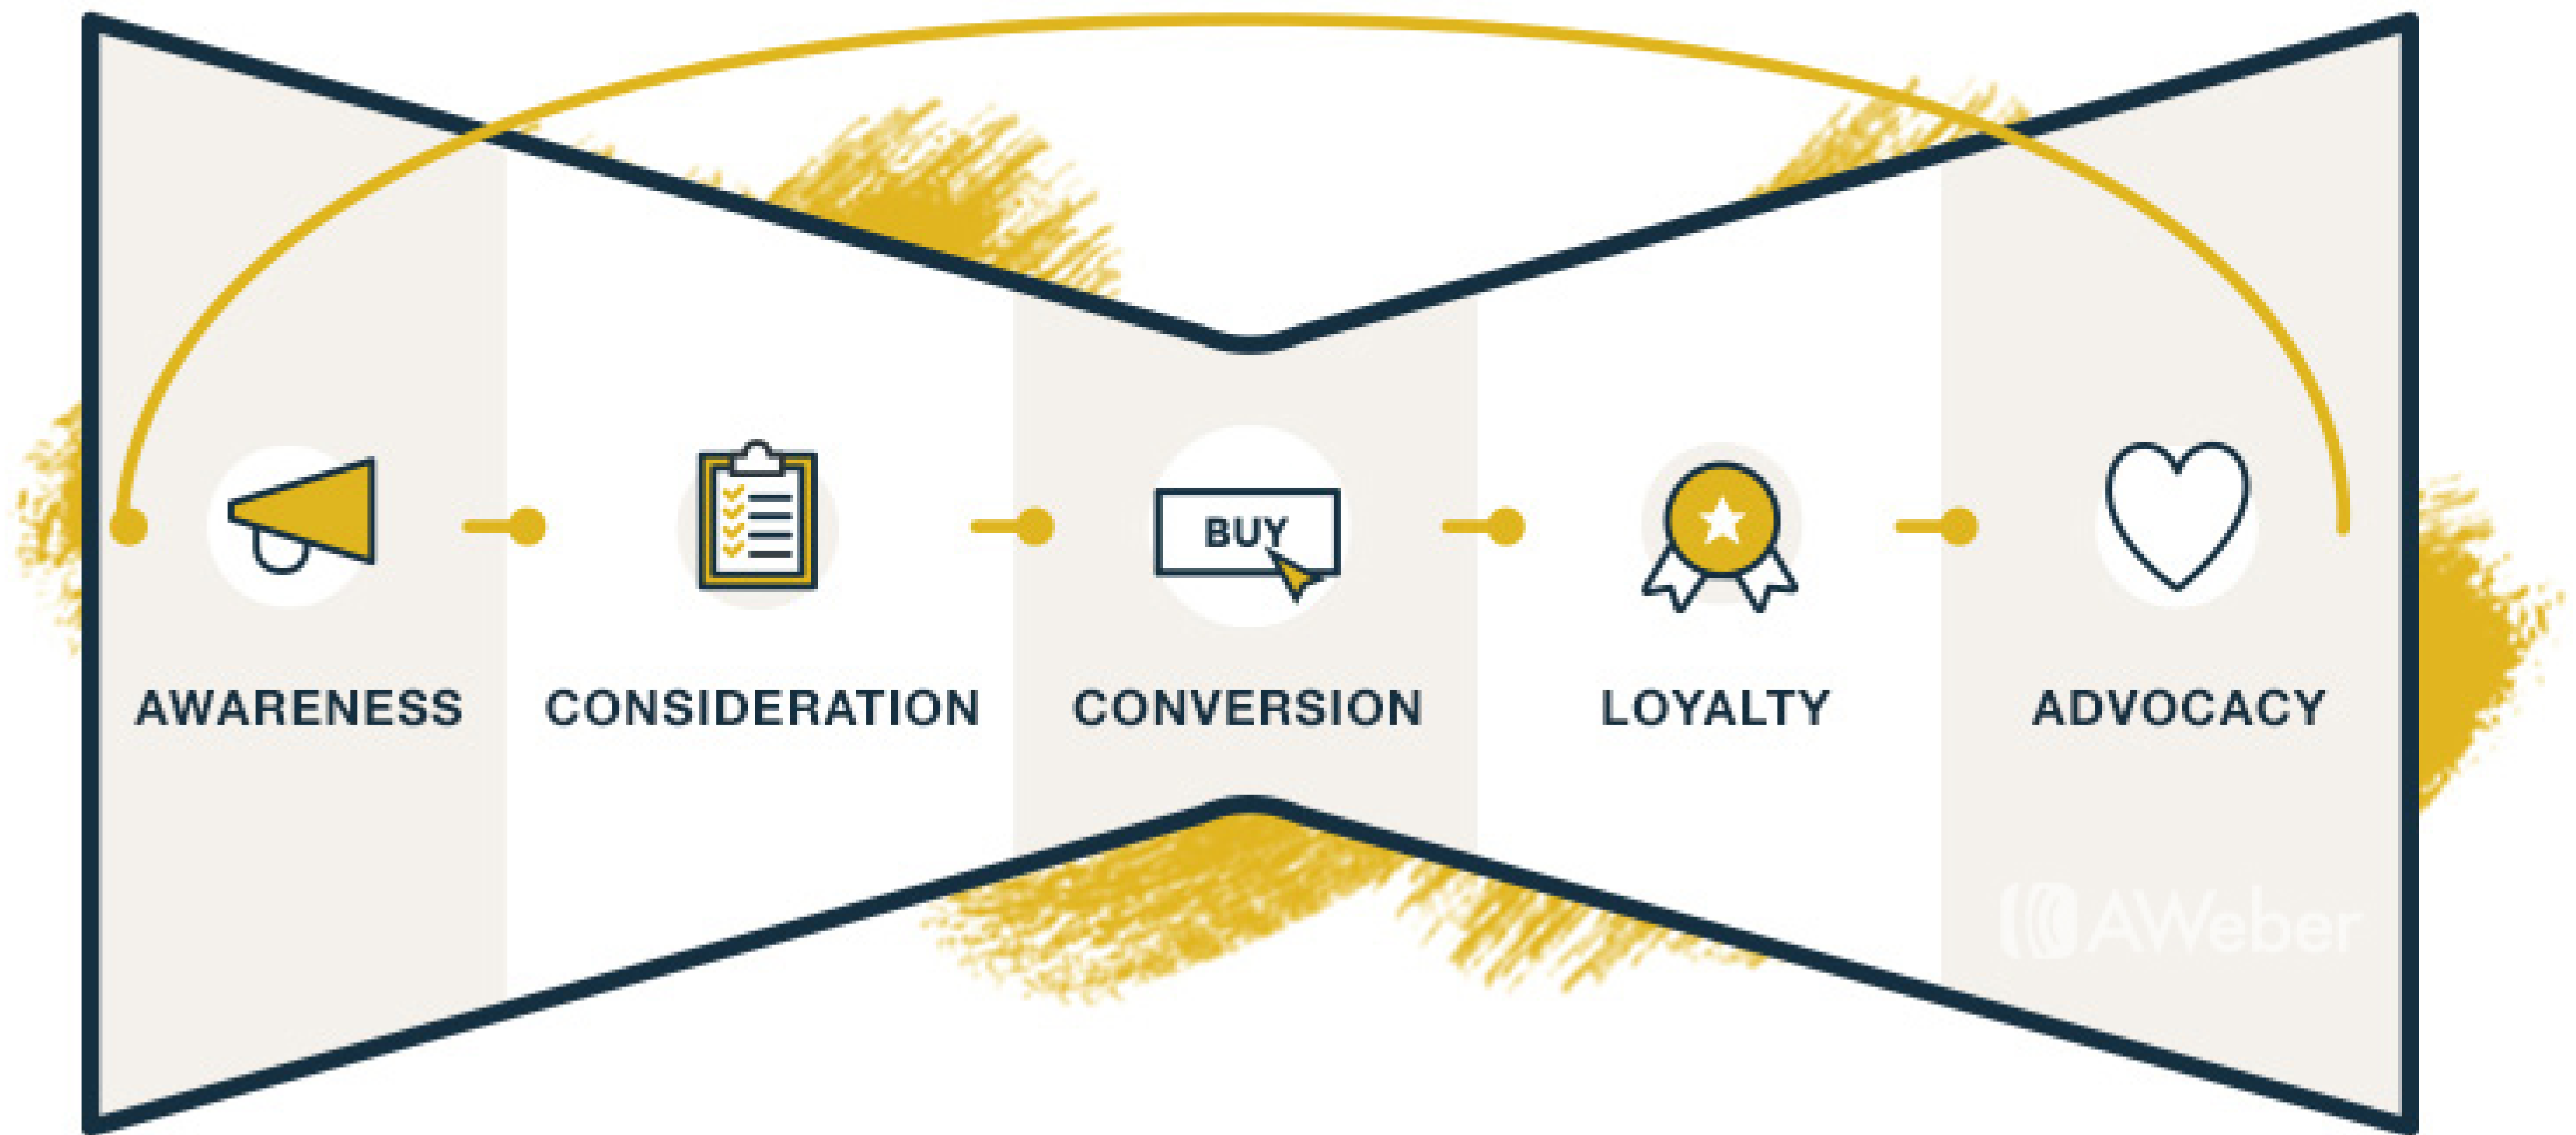 BUY
AWARENESS
CONSIDERATION
CONVERSION
LOYALTY
ADVOCACY
AWeber